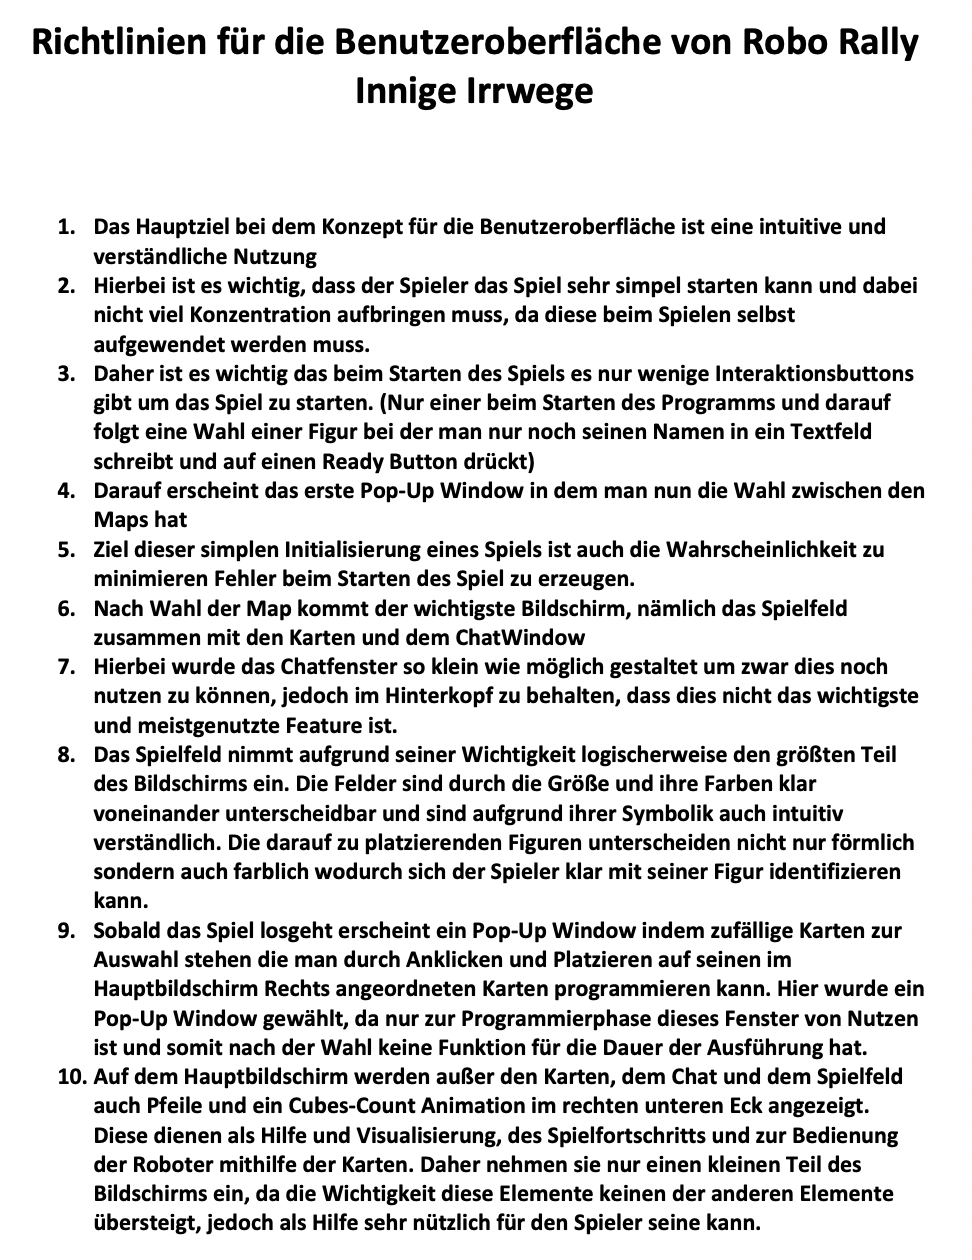 Richtlinien für die Benutzeroberfläche von Robo Rally
Innige Irrwege
1. Das Hauptziel bei dem Konzept für die Benutzeroberfläche ist eine intuitive und
verständliche Nutzung
2. Hierbei ist es wichtig, dass der Spieler das Spiel sehr simpel starten kann und dabei
nicht viel Konzentration aufbringen muss, da diese beim Spielen selbst
aufgewendet werden muss.
3. Daher ist es wichtig das beim Starten des Spiels es nur wenige Interaktionsbuttons
gibt um das Spiel zu starten. (Nur einer beim Starten des Programms und darauf
folgt eine Wahl einer Figur bei der man nur noch seinen Namen in ein Textfeld
schreibt und auf einen Ready Button drückt)
4. Darauf erscheint das erste Pop-Up Window in dem man nun die Wahl zwischen den
Maps hat
5. Ziel dieser simplen Initialisierung eines Spiels ist auch die Wahrscheinlichkeit zu
minimieren Fehler beim Starten des Spiel zu erzeugen.
6. Nach Wahl der Map kommt der wichtigste Bildschirm, nämlich das Spielfeld
zusammen mit den Karten und dem ChatWindow
7. Hierbei wurde das Chatfenster so klein wie möglich gestaltet um zwar dies noch
nutzen zu können, jedoch im Hinterkopf zu behalten, dass dies nicht das wichtigste
und meistgenutzte Feature ist.
8. Das Spielfeld nimmt aufgrund seiner Wichtigkeit logischerweise den größten Teil
des Bildschirms ein. Die Felder sind durch die Größe und ihre Farben klar
voneinander unterscheidbar und sind aufgrund ihrer Symbolik auch intuitiv
verständlich. Die darauf zu platzierenden Figuren unterscheiden nicht nur förmlich
sondern auch farblich wodurch sich der Spieler klar mit seiner Figur identifizieren
kann.
9. Sobald das Spiel losgeht erscheint ein Pop-Up Window indem zufällige Karten zur
Auswahl stehen die man durch Anklicken und Platzieren auf seinen im
Hauptbildschirm Rechts angeordneten Karten programmieren kann. Hier wurde ein
Pop-Up Window gewählt, da nur zur Programmierphase dieses Fenster von Nutzen
ist und somit nach der Wahl keine Funktion für die Dauer der Ausführung hat.
10. Auf dem Hauptbildschirm werden außer den Karten, dem Chat und dem Spielfeld
auch Pfeile und ein Cubes-Count Animation im rechten unteren Eck angezeigt.
Diese dienen als Hilfe und Visualisierung, des Spielfortschritts und zur Bedienung
der Roboter mithilfe der Karten. Daher nehmen sie nur einen kleinen Teil des
Bildschirms ein, da die Wichtigkeit diese Elemente keinen der anderen Elemente
übersteigt, jedoch als Hilfe sehr nützlich für den Spieler seine kann.